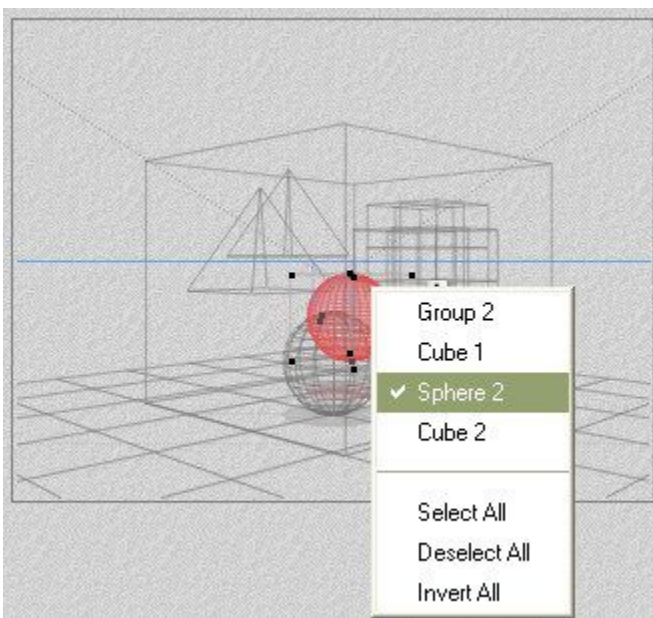 Group 2
Cube 1
Sphere 2
Cube 2
Select All
Deselect All
Invert All